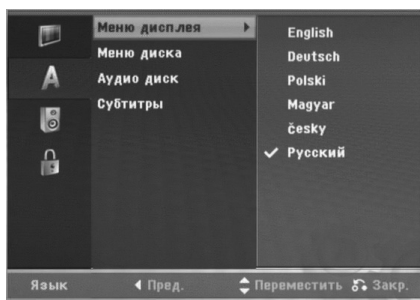 Меню дисплея
Меню диска
Аудио диск
Субтитры
English
Deutsch
Polski
Magyar
česky
Русский
A
Язык
Пред.
Переместить
Закр.